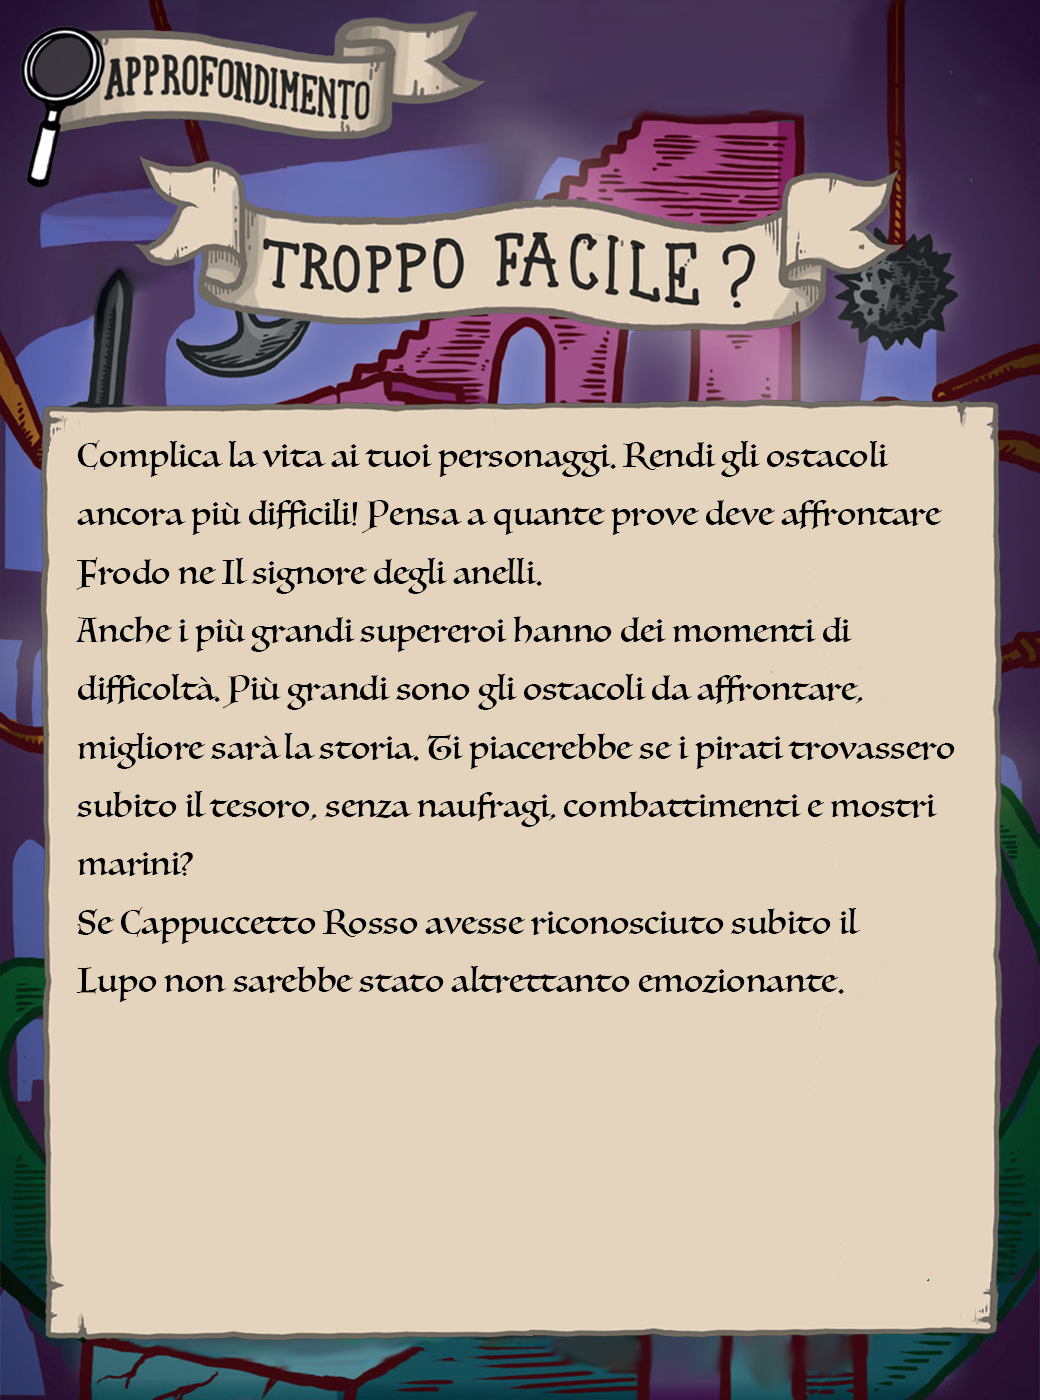 APPROFONDIMENTO
TROPPO FACILE ?
Complica la vita ai tuoi personaggi. Rendi gli ostacoli
ancora più difficili! Pensa a quante prove deve affrontare
Frodo ne Il signore degli anelli.
Anche i più grandi supereroi hanno dei momenti di
difficoltà. Più grandi sono gli ostacoli da affrontare,
migliore sarà la storia. Ti piacerebbe se i pirati trovassero
subito il tesoro, senza naufragi, combattimenti e mostri
marini?
Se Cappuccetto Rosso avesse riconosciuto subito il
Lupo non sarebbe stato altrettanto emozionante.